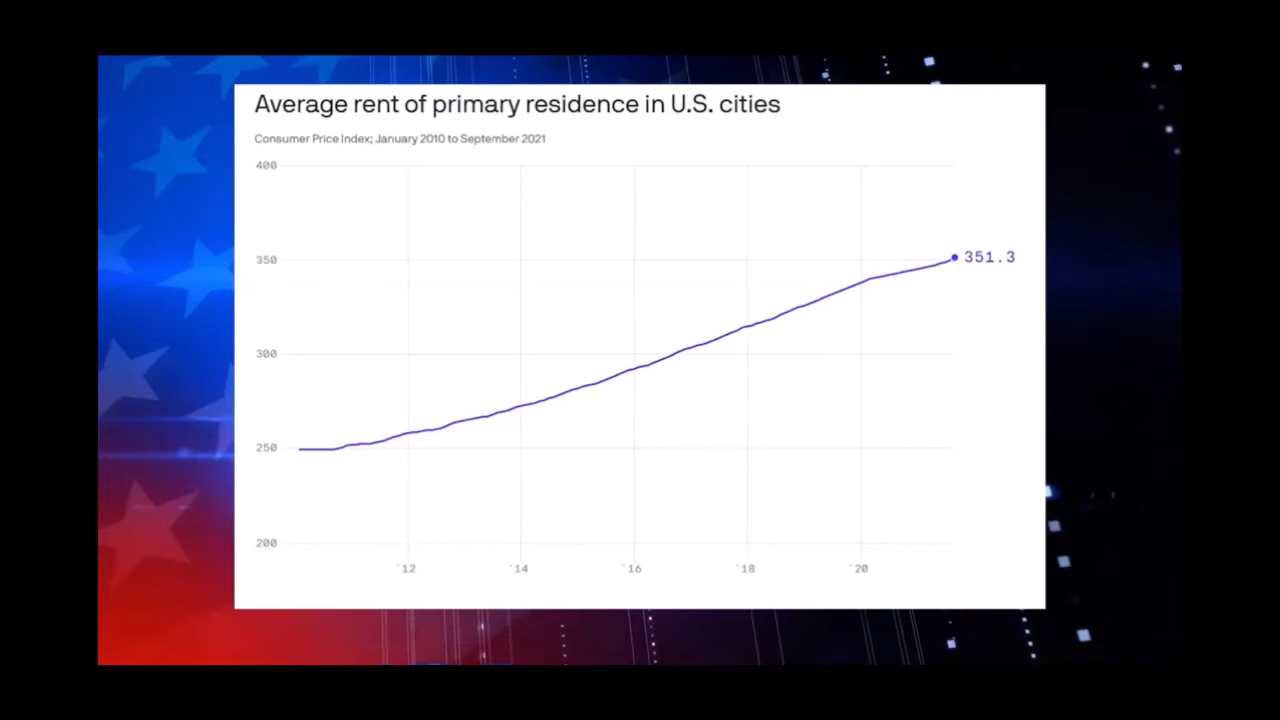 Average rent of primary residence in U.S. cities
Consumer Price Index; January 2010 to September 2021
400
350
351.3
300
250
200
`12 `14 `16 `18 `20